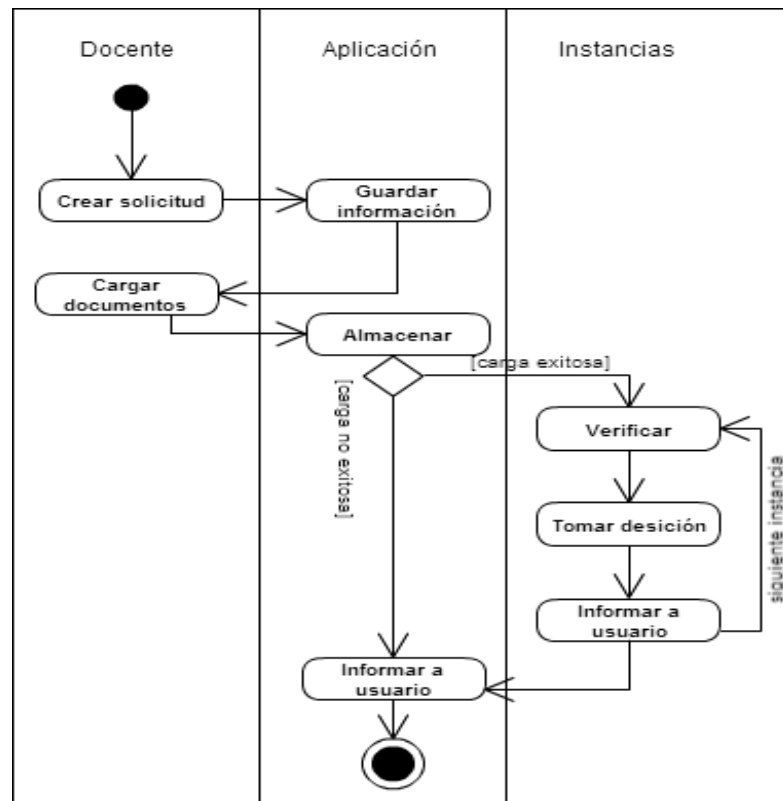 Docente
Aplicación
Instancias
Crear solicitud
Guardar
información
Cargar
documentos
Almacenar
[carga exitosa]
[carga no exitosa]
Verificar
Tomar desición
siguiente instancia
Informar a
usuario
Informar a
usuario